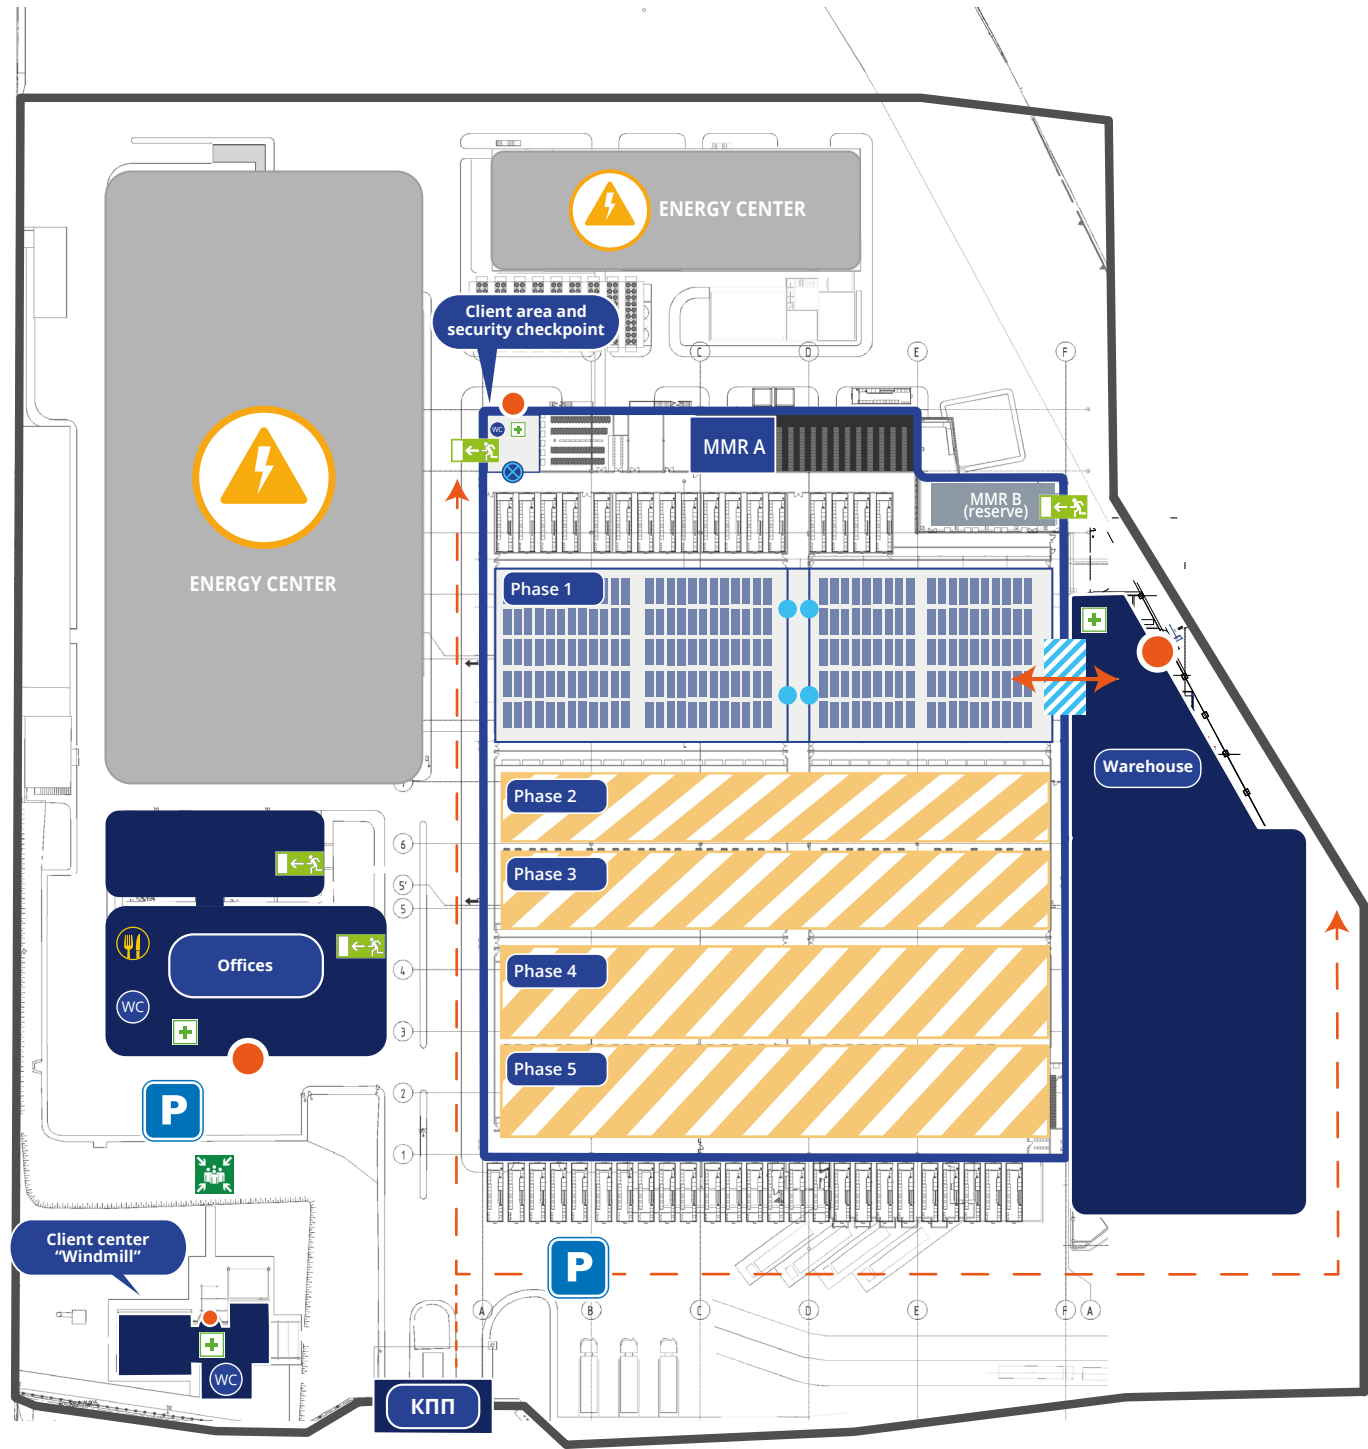 ENERGY CENTER
Client area and
security checkpoint
C
D
E
F
WC
MMR A
MMR B
(reserve)
ENERGY CENTER
Phase 1
Warehouse
Phase 2
6
Phase 3
5'
5
Offices
Phase 4
4
WC
3
Phase 5
2
P
1
Client center
“Windmill”
P
A
B
C
D
E
F
A
WC
КПП